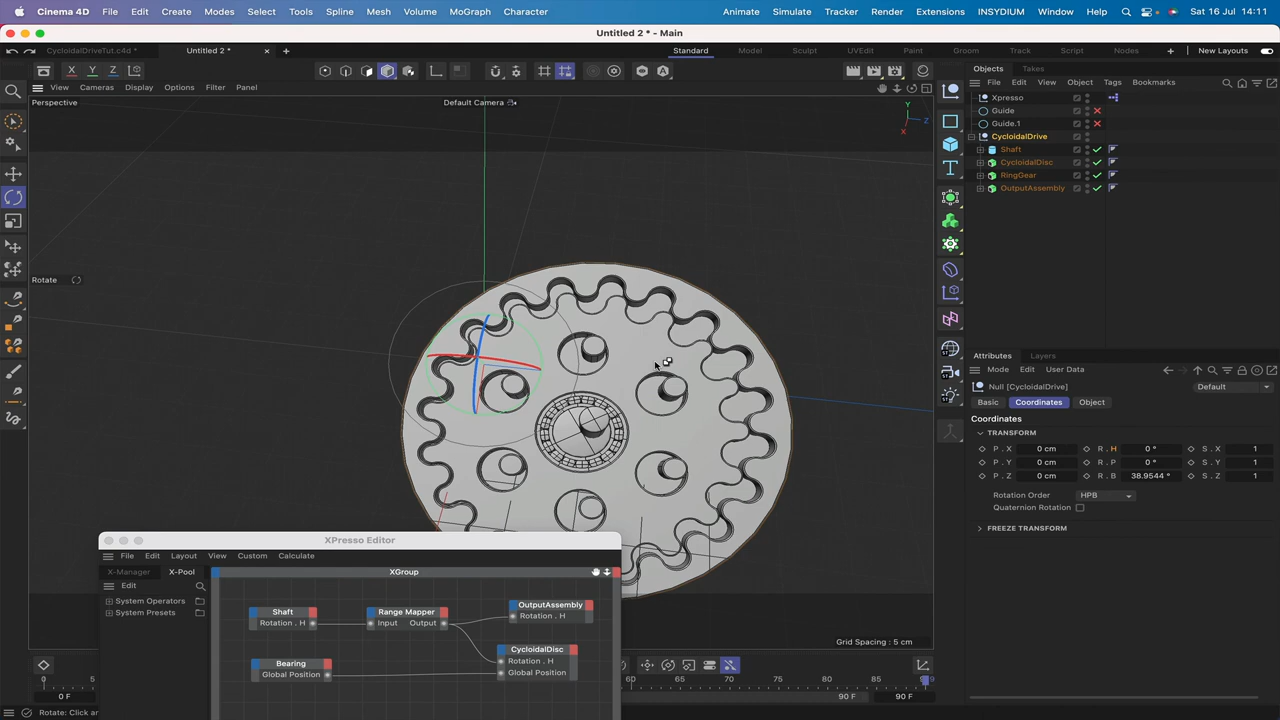 Cinema 4D File Edit Create Modes Select Tools Spline Mesh Volume MoGraph Character Animate Simulate Tracker Render Extensions INSYDIUM Window Help Sat 16 Jul 14:11
Untitled 2 * - Main
CycloidalDriveTut.c4d *
Untitled 2 *
Standard Model Sculpt UVEdit Paint Groom Track Script Nodes New Layouts
X Y Z
Cameras Display Options Filter Panel
Perspective
Default Camera
Y
Z
X
Rotate
Grid Spacing : 5 cm
Objects Takes
File Edit View Object Tags Bookmarks
Xpresso
Guide
Guide.1
CycloidalDrive
Shaft
CycloidalDisc
RingGear
OutputAssembly
Attributes Layers
Mode Edit User Data
Null [CycloidalDrive]
Default
Basic Coordinates Object
Coordinates
TRANSFORM
P . X 0 cm R . H 0 ° S . X 1
P . Y 0 cm R . P 0 ° S . Y 1
P . Z 0 cm R . B 38.9544 ° S . Z 1
Rotation Order HPB
Quaternion Rotation
FREEZE TRANSFORM
XPresso Editor
File Edit Layout View Custom Calculate
X-Manager X-Pool
Edit
System Operators
System Presets
XGroup
Shaft
Rotation . H
Range Mapper
Input Output
OutputAssembly
Rotation . H
Bearing
Global Position
CycloidalDisc
Rotation . H
Global Position
0 5 60 65 70 75 80 85
0 F 90 F 90 F
Rotate: Click an